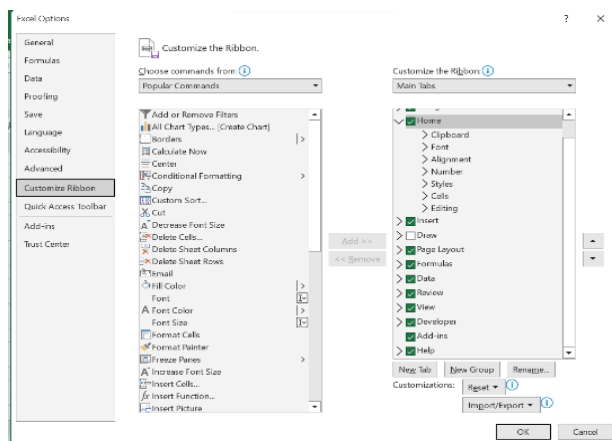 Excel Options
General
Formulas
Data
Proofing
Save
Language
Accessibility
Advanced
Customize Ribbon
Quick Access Toolbar
Add-ins
Trust Center
Customize the Ribbon.
Choose commands from:
Popular Commands
Add or Remove Filters
All Chart Types... [Create Chart]
Borders
Calculate Now
Center
Conditional Formatting
Copy
Custom Sort...
Cut
Decrease Font Size
Delete Cells...
Delete Sheet Columns
Delete Sheet Rows
Email
Fill Color
Font
Font Color
Font Size
Format Cells
Format Painter
Freeze Panes
Increase Font Size
Insert Cells...
Insert Function...
Insert Picture
Add >>
<< Remove
Customize the Ribbon:
Main Tabs
Home
Clipboard
Font
Alignment
Number
Styles
Cells
Editing
Insert
Draw
Page Layout
Formulas
Data
Review
View
Developer
Add-ins
Help
New Tab
New Group
Rename...
Customizations:
Reset
Import/Export
OK
Cancel